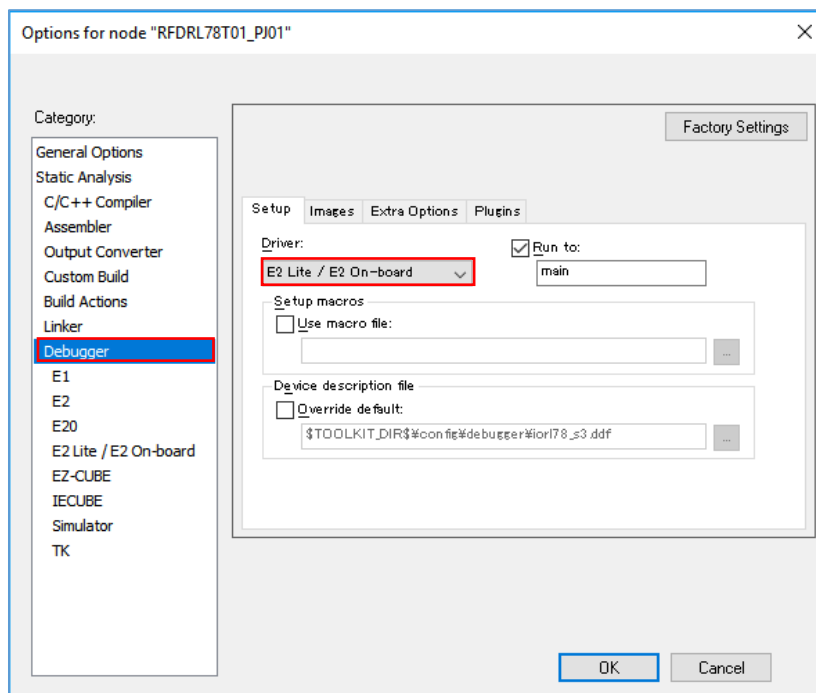 Options for node "RFDRL78T01_PJ01"
Category:
General Options
Static Analysis
C/C++ Compiler
Assembler
Output Converter
Custom Build
Build Actions
Linker
Debugger
E1
E2
E20
E2 Lite / E2 On-board
EZ-CUBE
IECUBE
Simulator
TK
Factory Settings
Setup Images Extra Options Plugins
Driver:
E2 Lite / E2 On-board
Run to:
main
Setup macros
Use macro file:
...
Device description file
Override default:
$TOOLKIT_DIR$¥config¥debugger¥iorl78_s3.ddf
...
OK Cancel